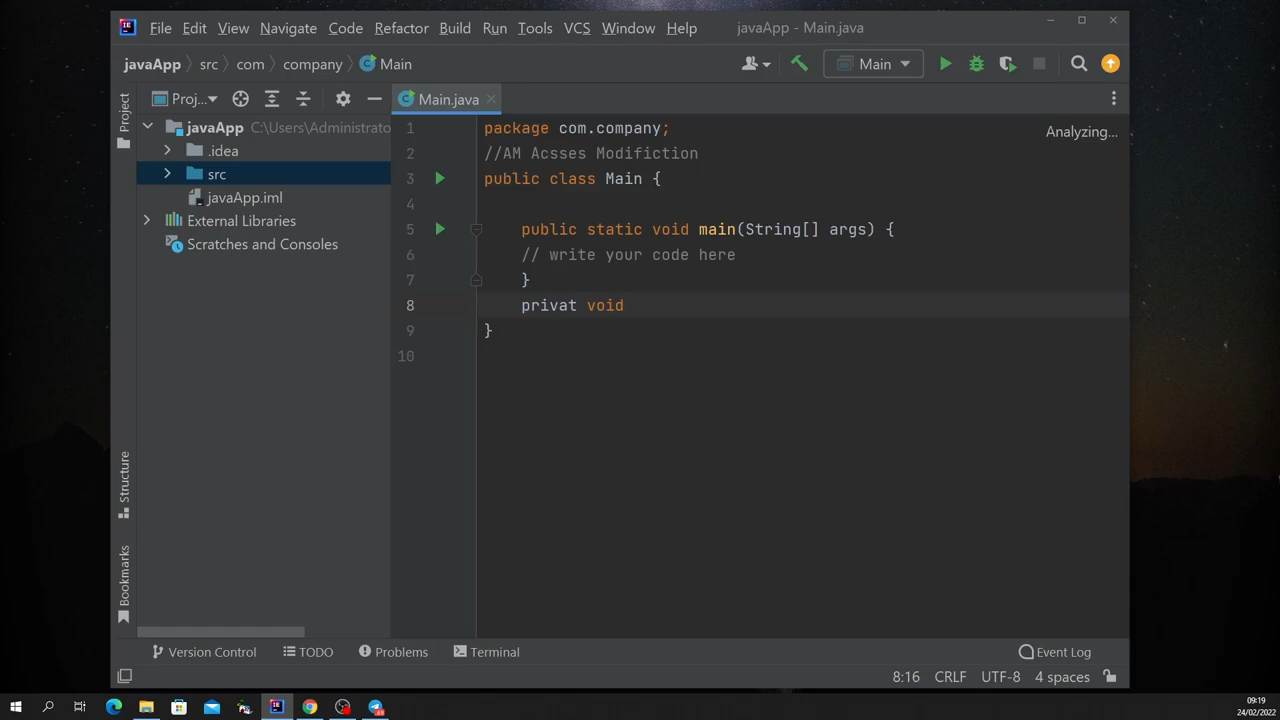 File Edit View Navigate Code Refactor Build Run Tools VCS Window Help javaApp - Main.java
javaApp src com company Main
Main
Project
Proj...
Main.java
javaApp C:\Users\Administrato
.idea
src
javaApp.iml
External Libraries
Scratches and Consoles
Analyzing...
1 package com.company;
2 //AM Acsses Modifiction
3 public class Main {
4
5 public static void main(String[] args) {
6 // write your code here
7 }
8 privat void
9 }
10
Structure
Bookmarks
Version Control TODO Problems Terminal Event Log
8:16 CRLF UTF-8 4 spaces
09:19
24/02/2022